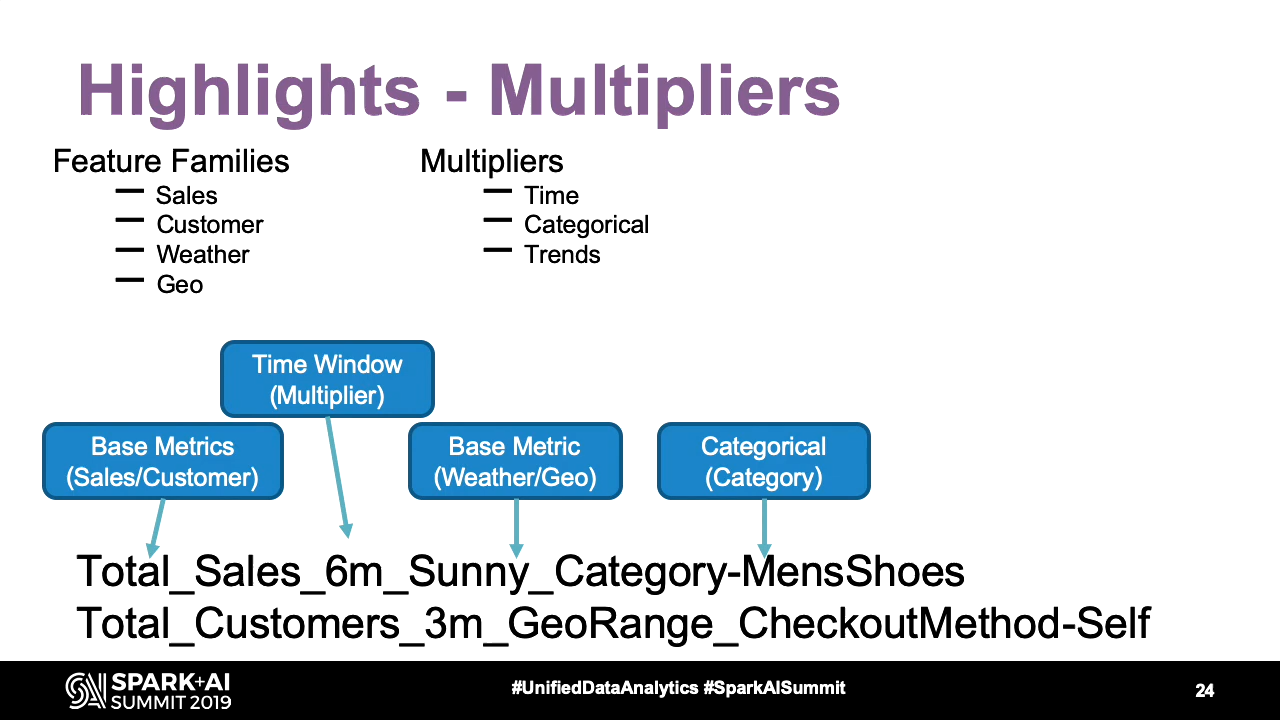 Highlights - Multipliers
Feature Families
— Sales
— Customer
— Weather
— Geo
Multipliers
— Time
— Categorical
— Trends
Time Window
(Multiplier)
Base Metrics
(Sales/Customer)
Base Metric
(Weather/Geo)
Categorical
(Category)
Total_Sales_6m_Sunny_Category-MensShoes
Total_Customers_3m_GeoRange_CheckoutMethod-Self
SPARK+AI
SUMMIT 2019
#UnifiedDataAnalytics #SparkAISummit
24